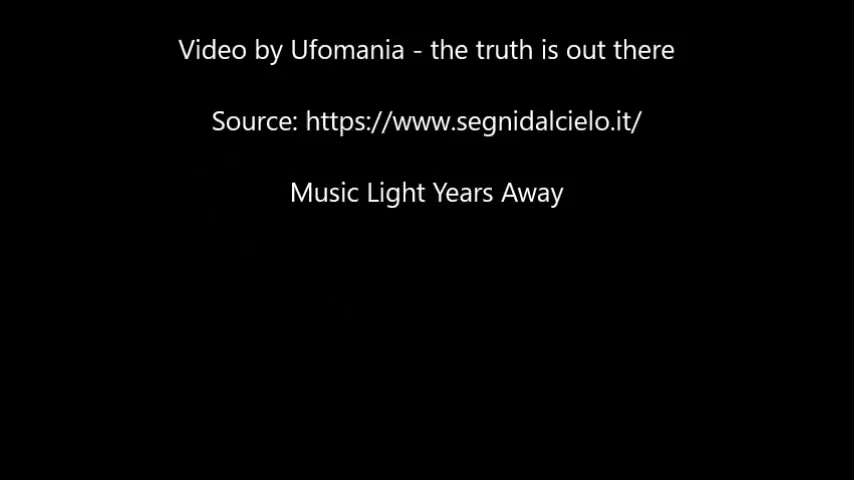 Video by Ufomania - the truth is out there
Source: https://www.segnidalcielo.it/
Music Light Years Away